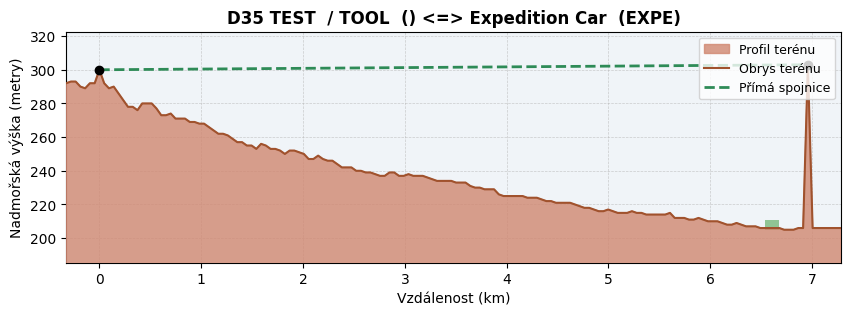 D35 TEST  / TOOL  () <=> Expedition Car  (EXPE)
Nadmořská výška (metry)
320
300
280
260
240
220
200
Profil terénu
Obrys terénu
Přímá spojnice
0 1 2 3 4 5 6 7
Vzdálenost (km)